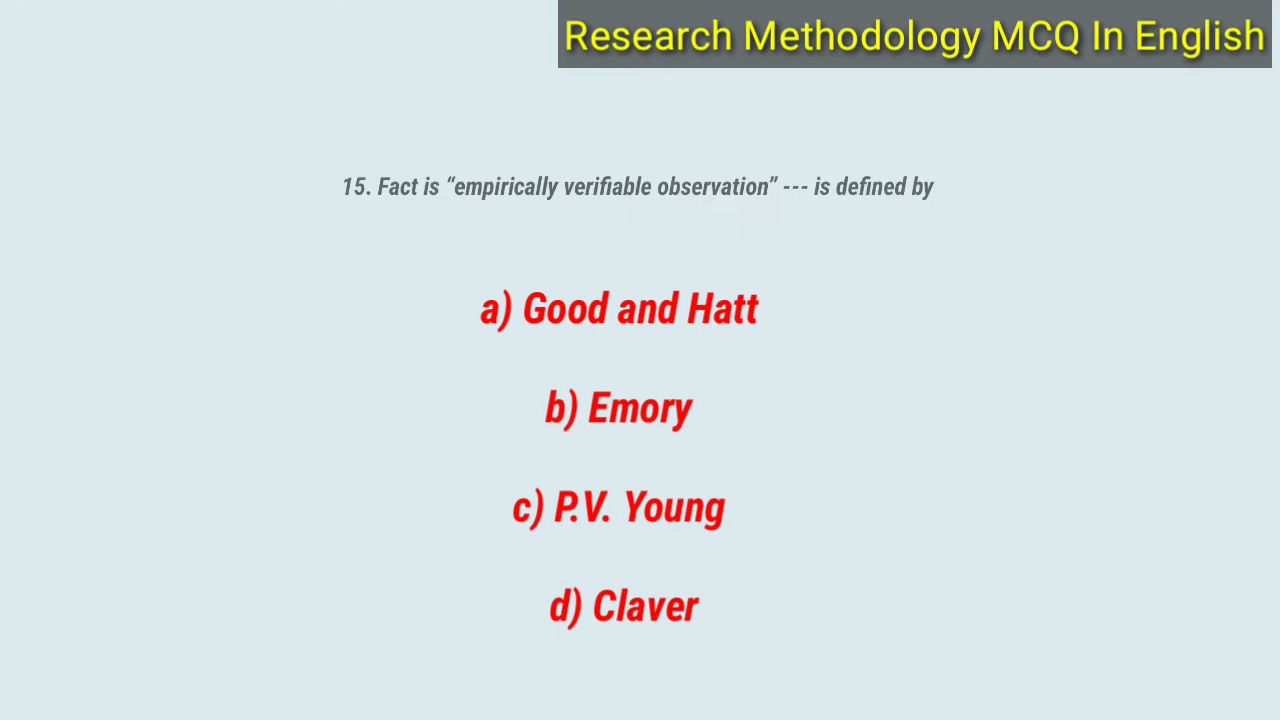 Research Methodology MCQ In English
15. Fact is “empirically verifiable observation” --- is defined by
a) Good and Hatt
b) Emory
c) P.V. Young
d) Claver